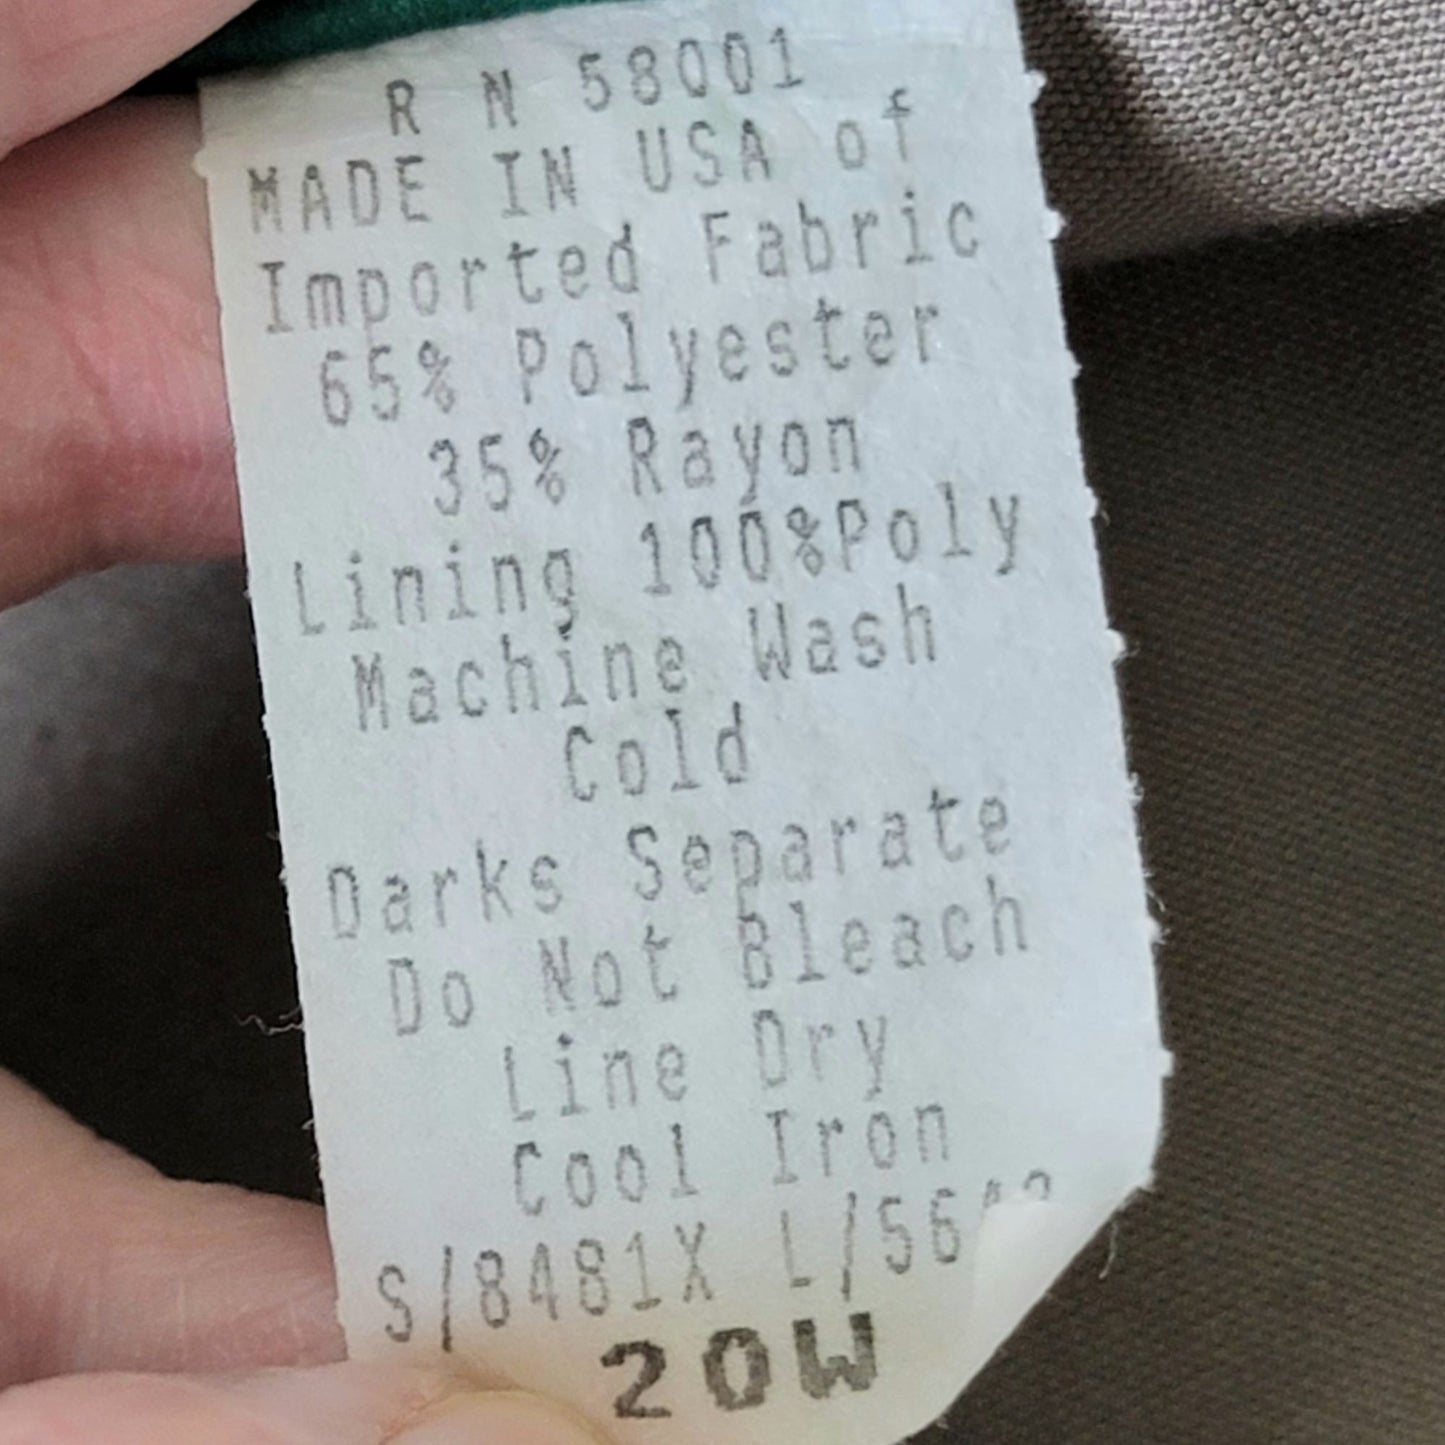 R N 58001
MADE IN USA of
Imported Fabric
65% Polyester
35% Rayon
Lining 100%Poly
Machine Wash
Cold
Darks Separate
Do Not Bleach
Line Dry
Cool Iron
S/8481X
20W